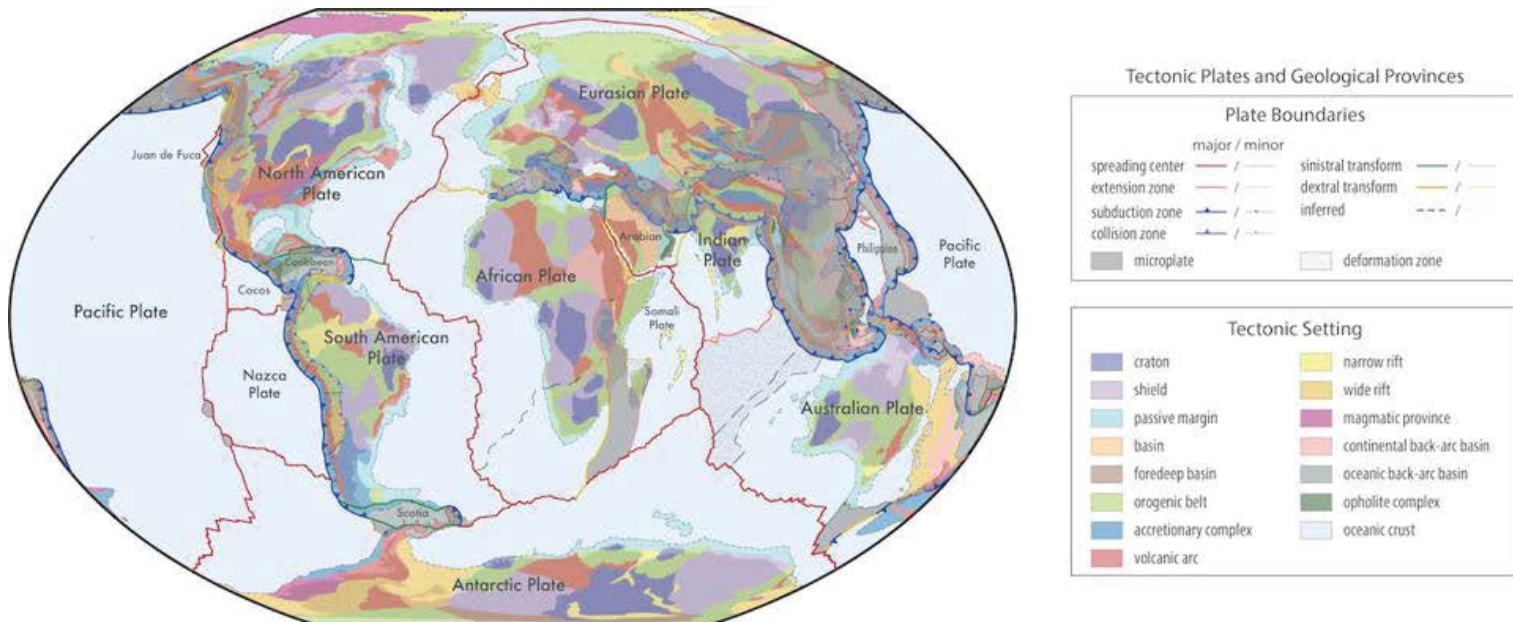 Eurasian Plate
Juan de Fuca
North American
Plate
Caribbean
Cocos
Pacific Plate
Nazca
Plate
South American
Plate
African Plate
Arabian
Indian
Plate
Somali
Plate
Philippine
Pacific
Plate
Australian Plate
Scotia
Antarctic Plate
Tectonic Plates and Geological Provinces
Plate Boundaries
major / minor
spreading center / sinistral transform /
extension zone / dextral transform /
subduction zone / inferred /
collision zone /
microplate deformation zone
Tectonic Setting
craton narrow rift
shield wide rift
passive margin magmatic province
basin continental back-arc basin
foredeep basin oceanic back-arc basin
orogenic belt opholite complex
accretionary complex oceanic crust
volcanic arc